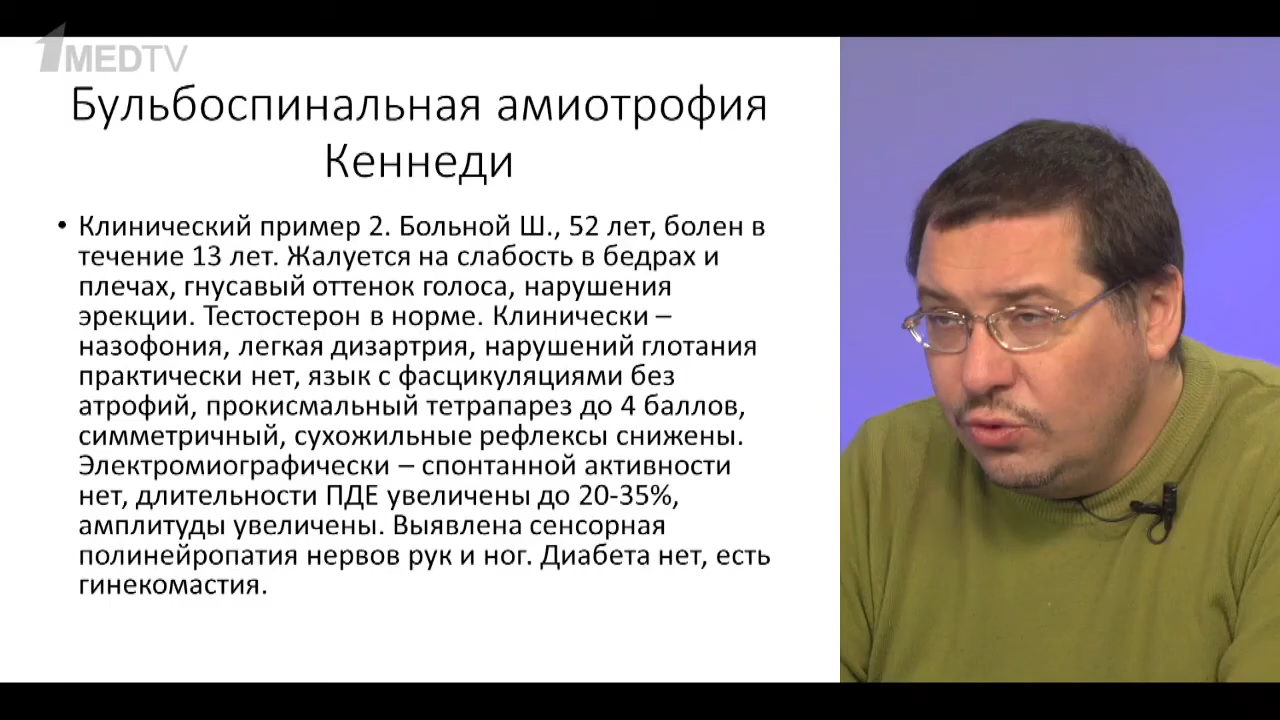 1MEDTV
Бульбоспинальная амиотрофия
Кеннеди
• Клинический пример 2. Больной Ш., 52 лет, болен в
течение 13 лет. Жалуется на слабость в бедрах и
плечах, гнусавый оттенок голоса, нарушения
эрекции. Тестостерон в норме. Клинически –
назофония, легкая дизартрия, нарушений глотания
практически нет, язык с фасцикуляциями без
атрофий, прокисмальный тетрапарез до 4 баллов,
симметричный, сухожильные рефлексы снижены.
Электромиографически – спонтанной активности
нет, длительности ПДЕ увеличены до 20-35%,
амплитуды увеличены. Выявлена сенсорная
полинейропатия нервов рук и ног. Диабета нет, есть
гинекомастия.